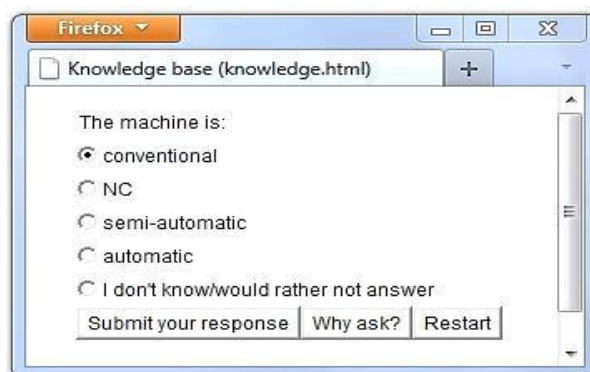 Firefox
Knowledge base (knowledge.html)
The machine is:
conventional
NC
semi-automatic
automatic
I don't know/would rather not answer
Submit your response Why ask? Restart